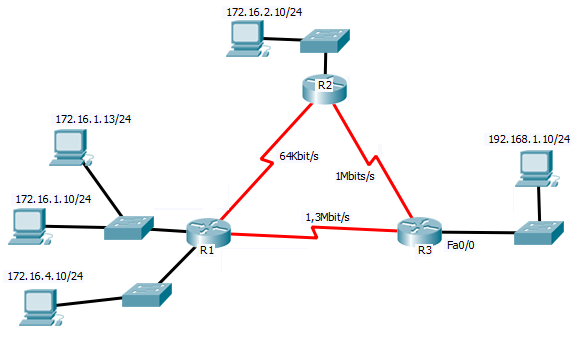 172.16.2.10/24
R2
172.16.1.13/24
64Kbit/s
1Mbits/s
192.168.1.10/24
172.16.1.10/24
1,3Mbit/s
R1
R3
Fa0/0
172.16.4.10/24